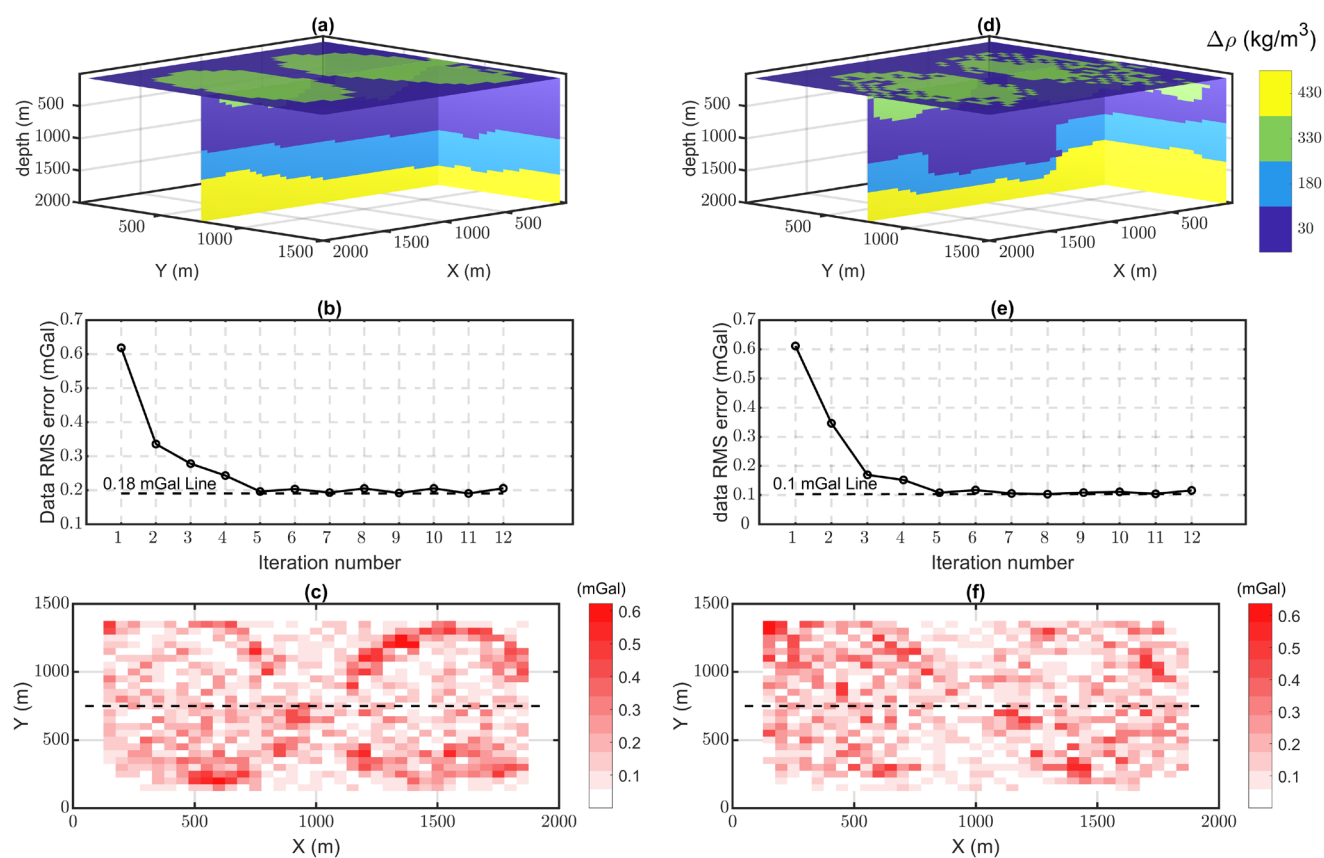 (a)
depth (m)
500
1000
1500
2000
500
1000
1500
Y (m)
2000
1500
1000
500
X (m)
(d)
depth (m)
500
1000
1500
2000
500
1000
1500
Y (m)
2000
1500
1000
500
X (m)
Δρ (kg/m³)
430
330
180
30
(b)
Data RMS error (mGal)
0.7
0.6
0.5
0.4
0.3
0.2
0.1
0.18 mGal Line
1 2 3 4 5 6 7 8 9 10 11 12
Iteration number
(e)
data RMS error (mGal)
0.7
0.6
0.5
0.4
0.3
0.2
0.1
0
0.1 mGal Line
1 2 3 4 5 6 7 8 9 10 11 12
Iteration number
(c)
Y (m)
1500
1000
500
0
0 500 1000 1500 2000
X (m)
(mGal)
0.6
0.5
0.4
0.3
0.2
0.1
(f)
Y (m)
1500
1000
500
0
0 500 1000 1500 2000
X (m)
(mGal)
0.6
0.5
0.4
0.3
0.2
0.1